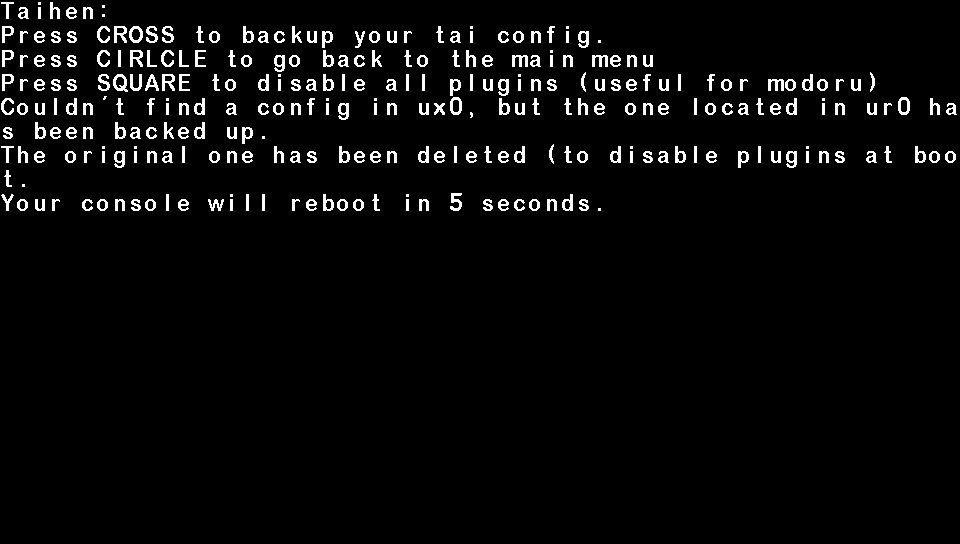 Taihen:
Press CROSS to backup your tai config.
Press CIRLCLE to go back to the main menu
Press SQUARE to disable all plugins (useful for modoru)
Couldn´t find a config in ux0, but the one located in ur0 ha
s been backed up.
The original one has been deleted (to disable plugins at boo
t.
Your console will reboot in 5 seconds.